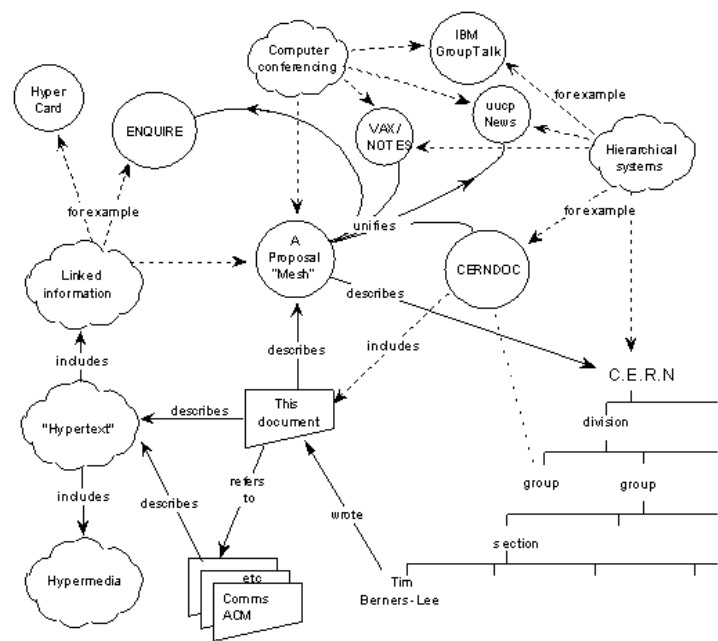 IBM
GroupTalk
Computer
conferencing
Hyper
Card
for example
uucp
News
ENQUIRE
VAX/
NOTES
Hierarchical
systems
for example
for example
unifies
A
Proposal
"Mesh"
CERNDOC
Linked
information
describes
includes
describes
includes
C.E.R.N
This
document
describes
"Hypertext"
division
refers
to
group
group
includes
describes
wrote
section
etc
Hypermedia
Tim
Berners-Lee
Comms
ACM